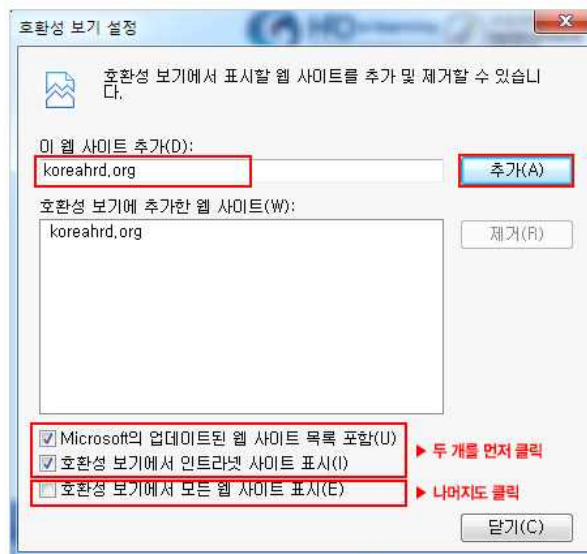 호환성 보기 설정
호환성 보기에서 표시할 웹 사이트를 추가 및 제거할 수 있습니
다.
이 웹 사이트 추가(D):
koreahrd.org
추가(A)
호환성 보기에 추가한 웹 사이트(W):
koreahrd.org
제거(R)
Microsoft의 업데이트된 웹 사이트 목록 포함(U)
호환성 보기에서 인트라넷 사이트 표시(I)
▶ 두 개를 먼저 클릭
호환성 보기에서 모든 웹 사이트 표시(E)
▶ 나머지도 클릭
닫기(C)